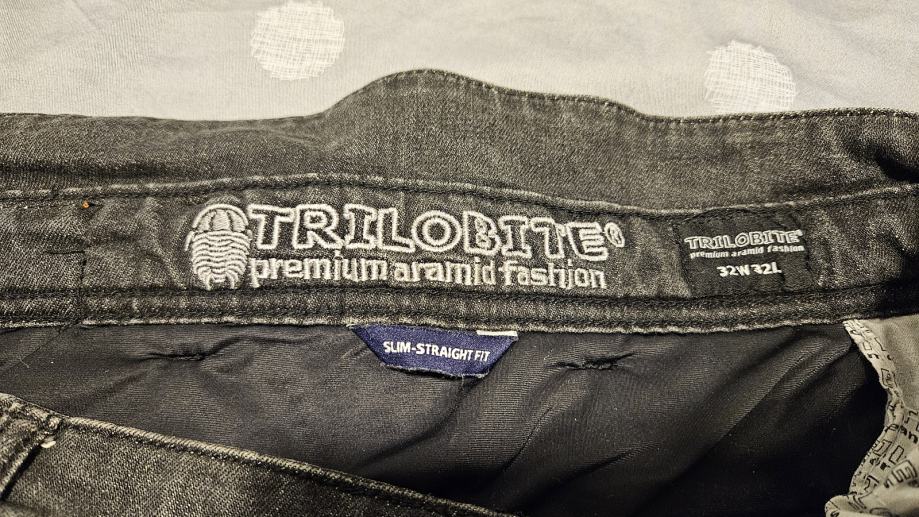 TRILOBITE®
premium aramid fashion
TRILOBITE®
premium aramid fashion
32W 32L
SLIM-STRAIGHT FIT